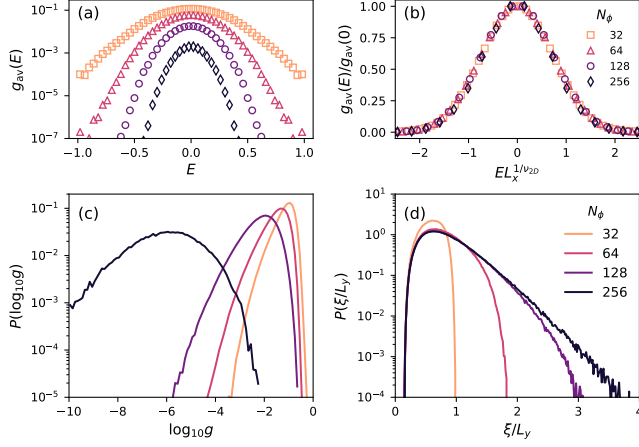 (a)
g_av(E)
10^−1
10^−3
10^−5
10^−7
−1.0 −0.5 0.0 0.5 1.0
E
(b)
N_ϕ
32
64
128
256
g_av(E)/g_av(0)
1.00
0.75
0.50
0.25
0.00
−2 −1 0 1 2
EL_x^{1/ν_2D}
(c)
P(log_10 g)
10^−1
10^−2
10^−3
10^−4
10^−5
−10 −8 −6 −4 −2 0
log_10 g
(d)
N_ϕ
32
64
128
256
P(ξ/L_y)
10^1
10^0
10^−1
10^−2
10^−3
10^−4
0 1 2 3 4
ξ/L_y